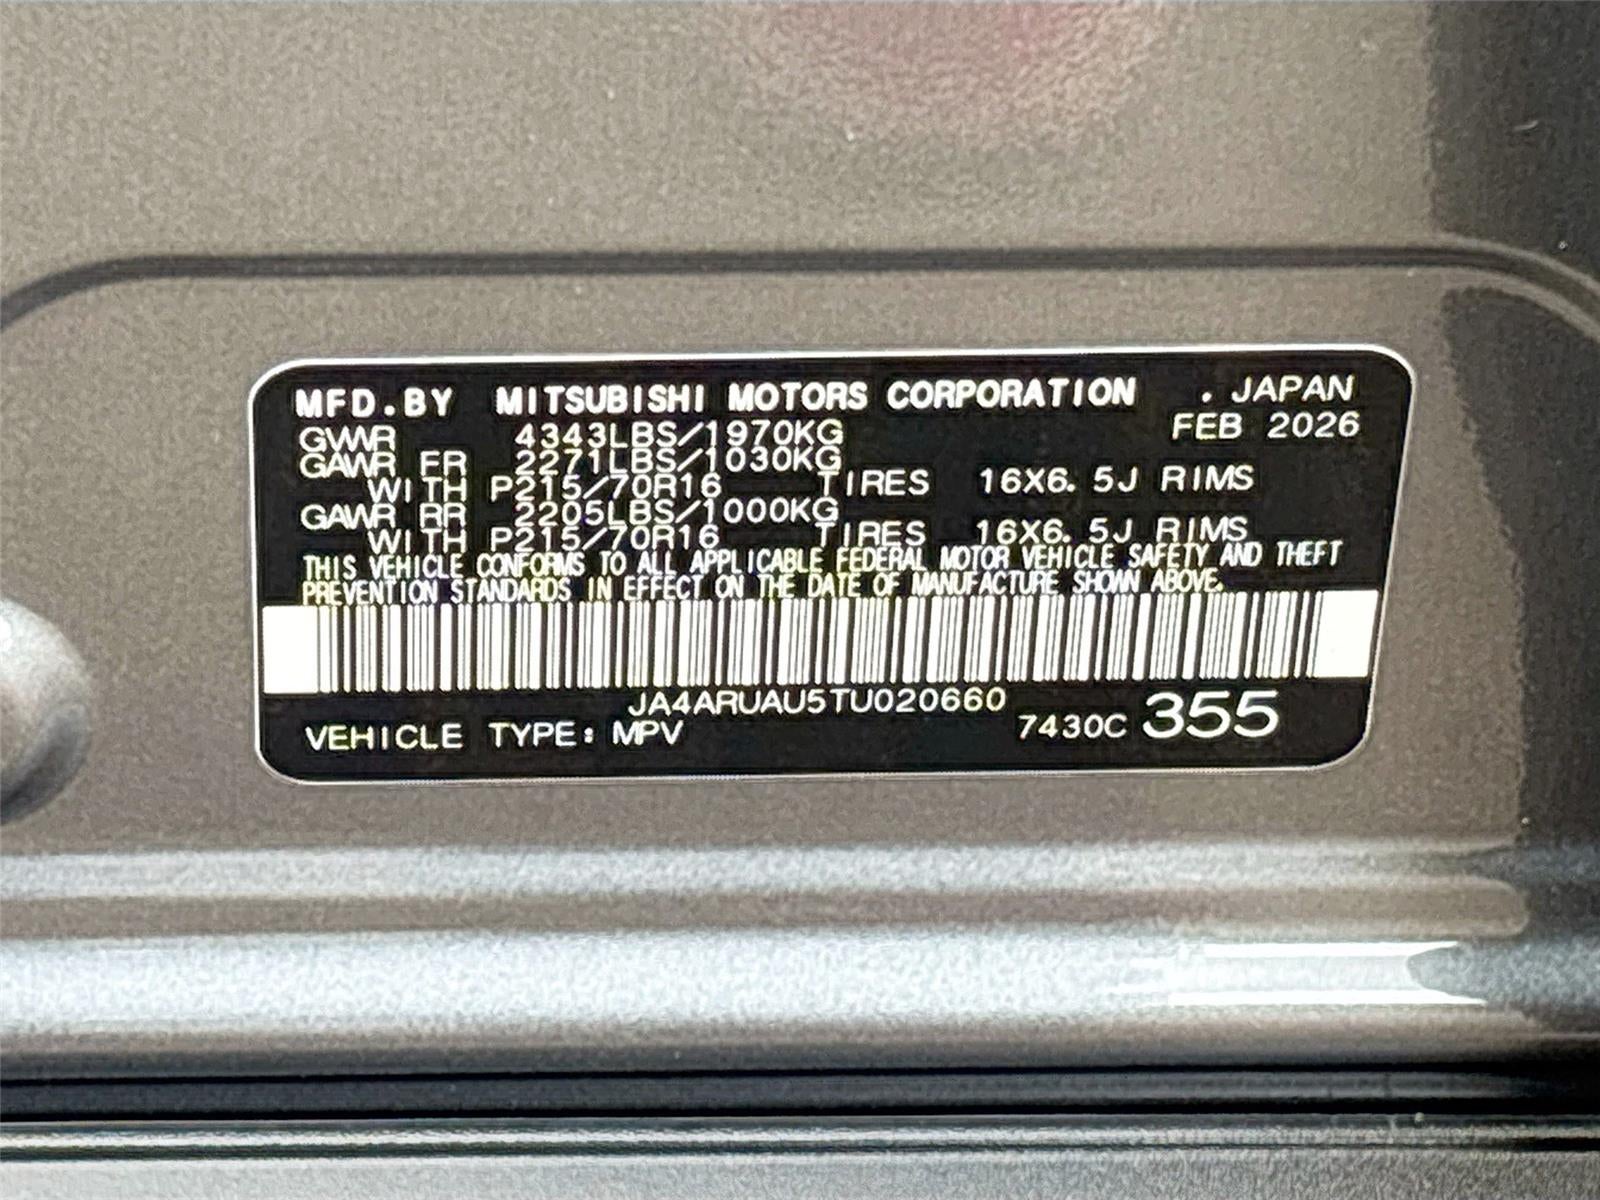 MFD.BY MITSUBISHI MOTORS CORPORATION . JAPAN
GVWR 4343LBS/1970KG FEB 2026
GAWR FR 2271LBS/1030KG
WITH P215/70R16 TIRES 16X6.5J RIMS
GAWR RR 2205LBS/1000KG
WITH P215/70R16 TIRES 16X6.5J RIMS
THIS VEHICLE CONFORMS TO ALL APPLICABLE FEDERAL MOTOR VEHICLE SAFETY AND THEFT
PREVENTION STANDARDS IN EFFECT ON THE DATE OF MANUFACTURE SHOWN ABOVE.
JA4ARUAU5TU020660
VEHICLE TYPE: MPV 7430C 355